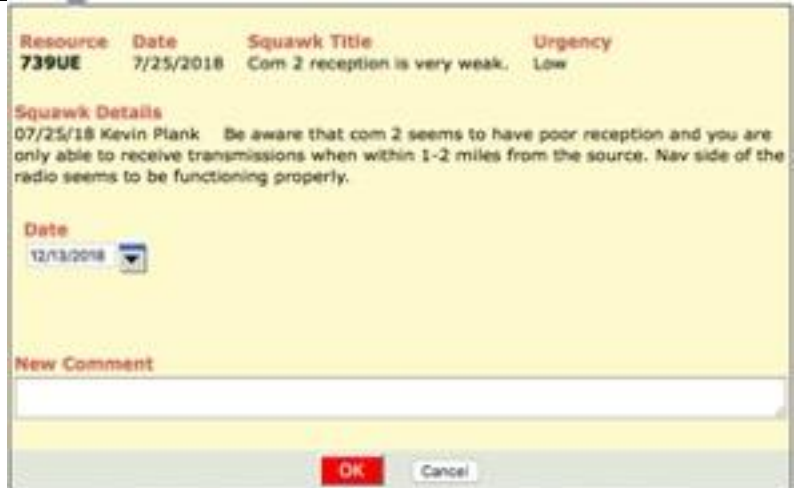 Resource Date Squawk Title Urgency
739UE 7/25/2018 Com 2 reception is very weak. Low
Squawk Details
07/25/18 Kevin Plank Be aware that com 2 seems to have poor reception and you are
only able to receive transmissions when within 1-2 miles from the source. Nav side of the
radio seems to be functioning properly.
Date
12/13/2018
New Comment
OK Cancel